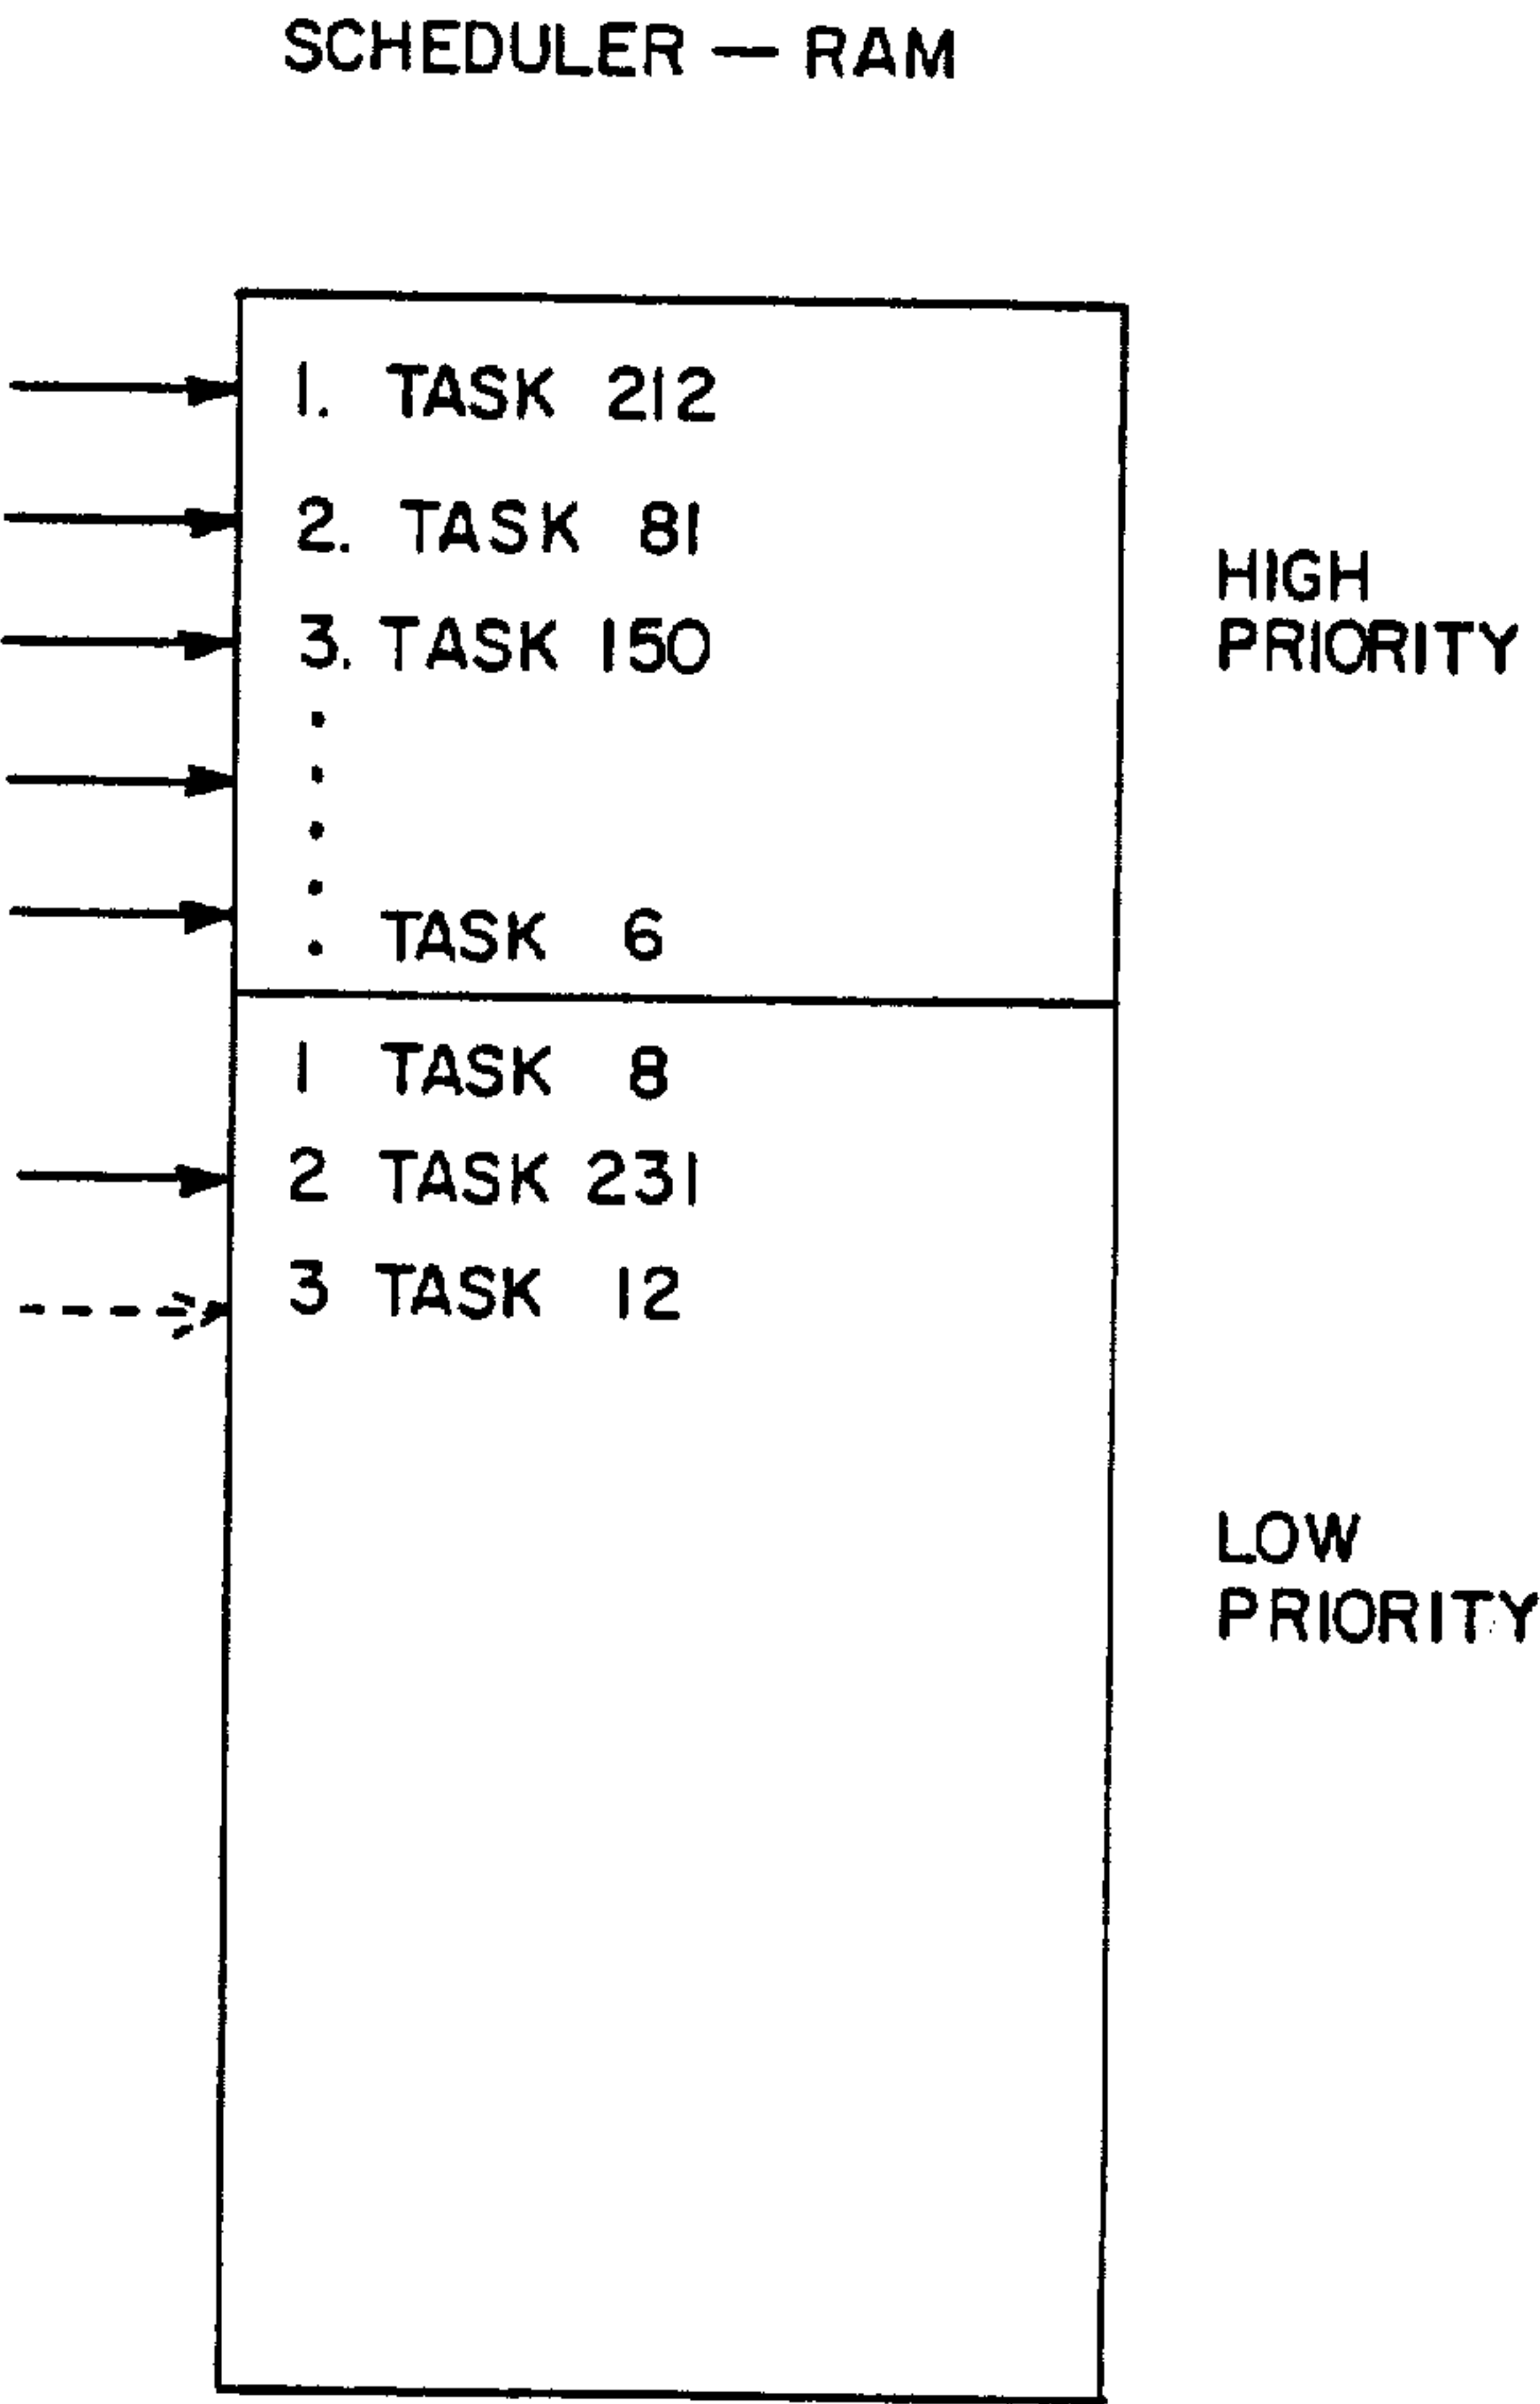 SCHEDULER — RAM
1. TASK 212
2. TASK 81
3. TASK 150
TASK 6
HIGH
PRIORITY
1 TASK 8
2 TASK 231
3 TASK 12
LOW
PRIORITY